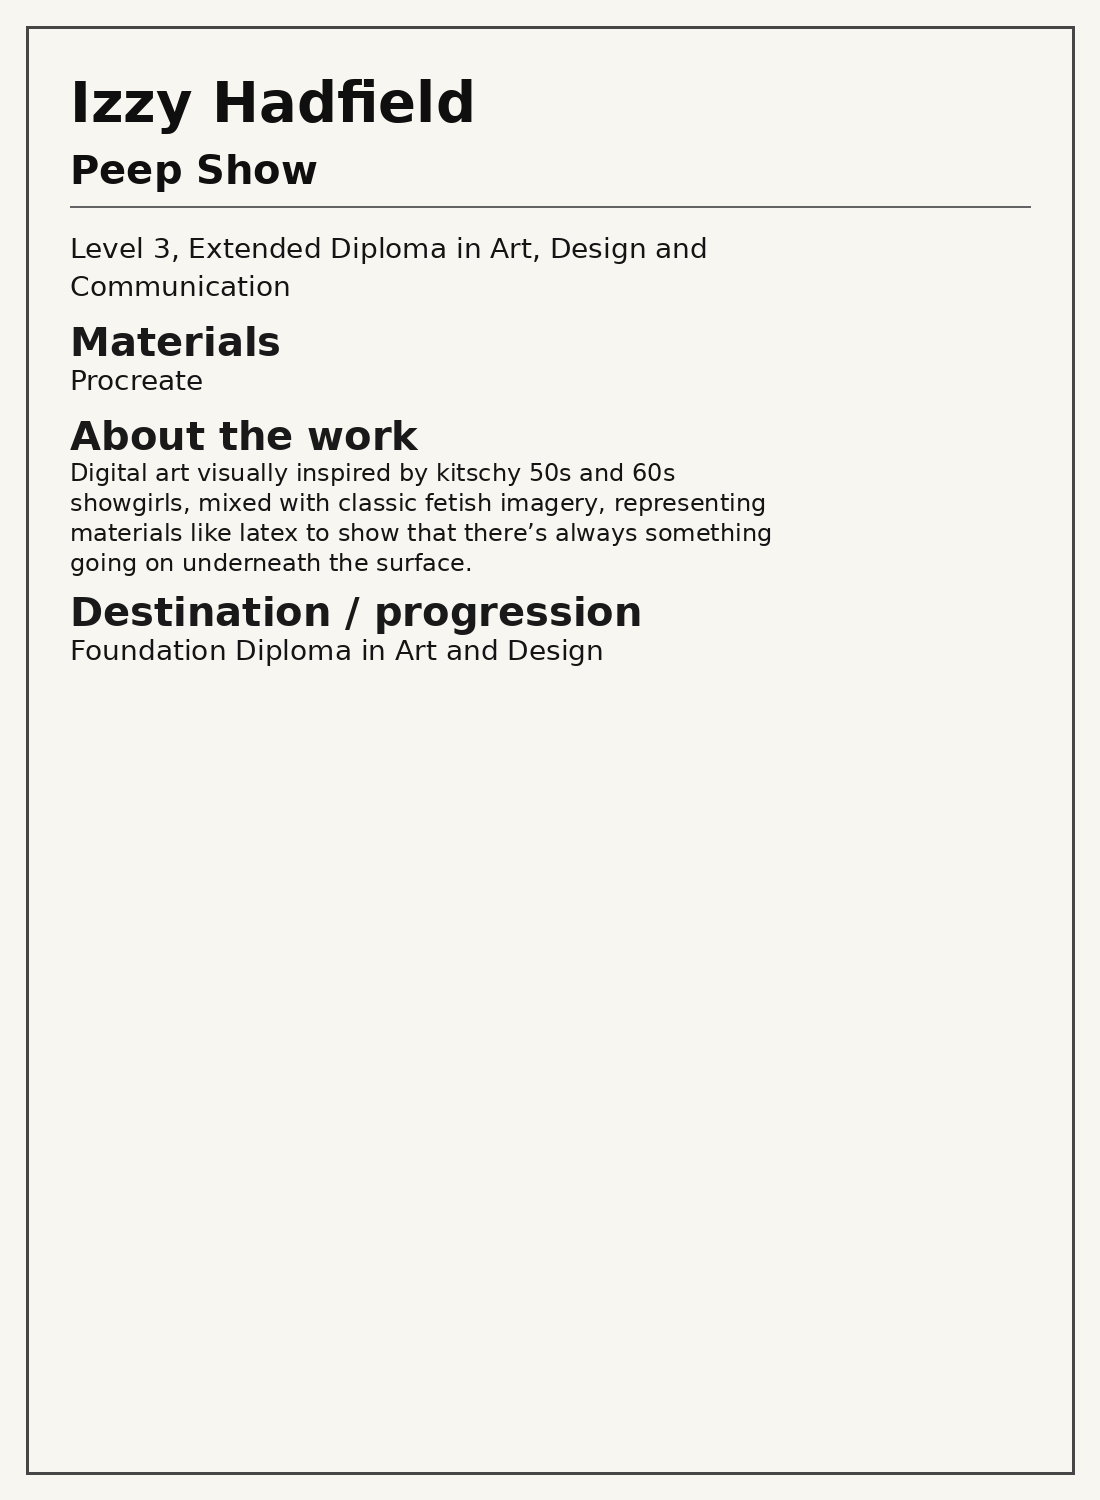 Izzy Hadfield
Peep Show
Level 3, Extended Diploma in Art, Design and
Communication
Materials
Procreate
About the work
Digital art visually inspired by kitschy 50s and 60s
showgirls, mixed with classic fetish imagery, representing
materials like latex to show that there’s always something
going on underneath the surface.
Destination / progression
Foundation Diploma in Art and Design